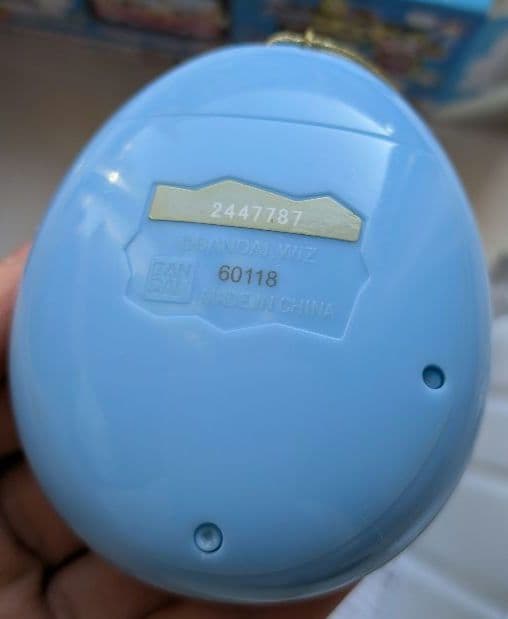 2447787
©BANDAI, WiZ
60118
BAN
DAI
MADE IN CHINA